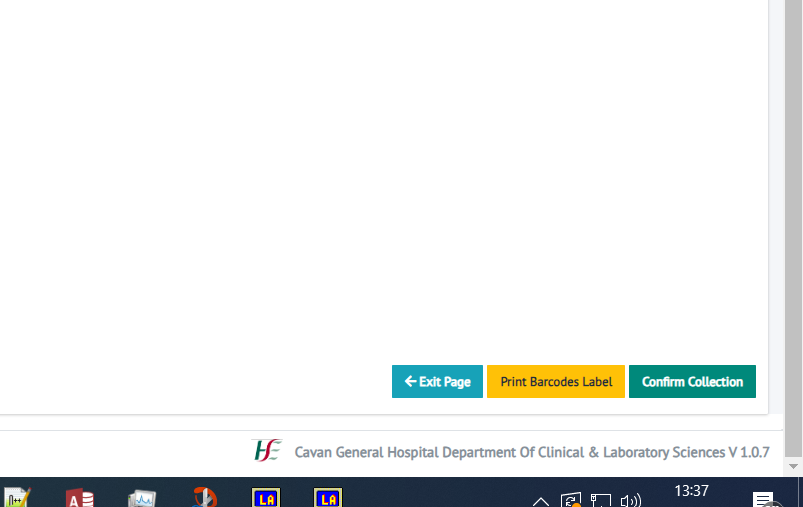 Exit Page Print Barcodes Label Confirm Collection
HSE Cavan General Hospital Department Of Clinical & Laboratory Sciences V 1.0.7
A LA LA 13:37